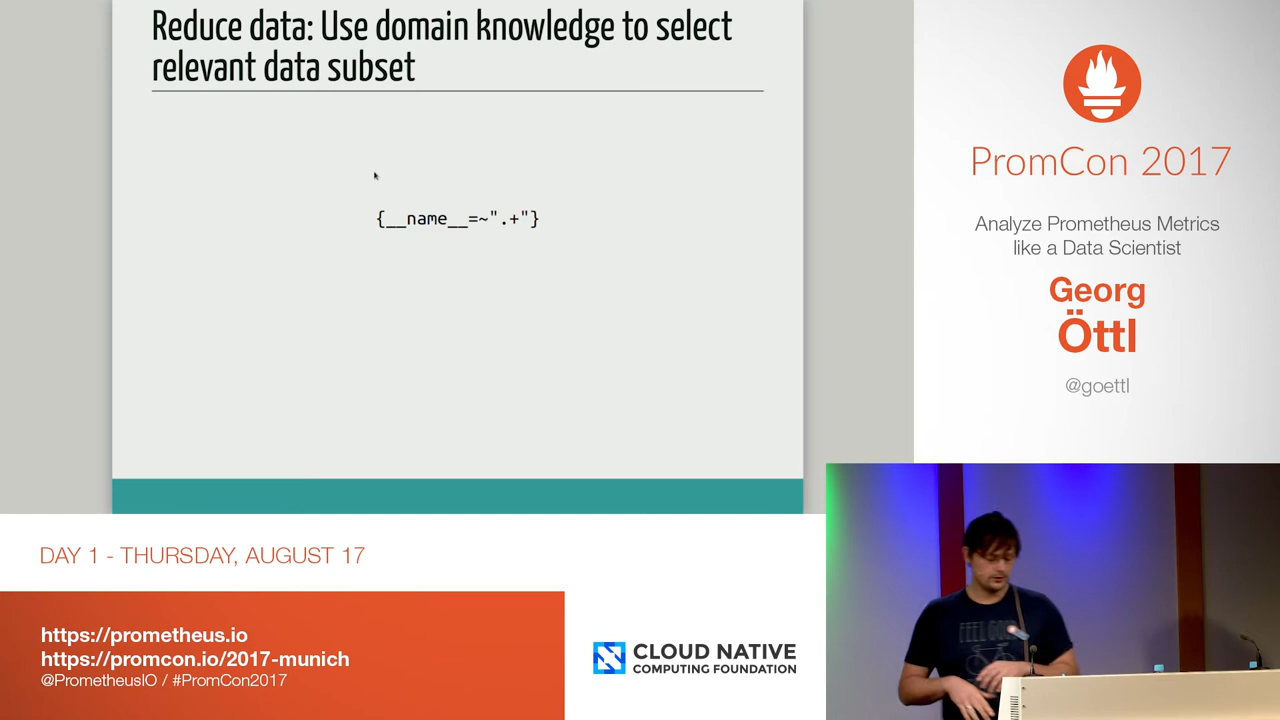 Reduce data: Use domain knowledge to select
relevant data subset
{__name__=~".+"}
PromCon 2017
Analyze Prometheus Metrics
like a Data Scientist
Georg
Öttl
@goettl
DAY 1 - THURSDAY, AUGUST 17
https://prometheus.io
https://promcon.io/2017-munich
@PrometheusIO / #PromCon2017
CLOUD NATIVE
COMPUTING FOUNDATION
FEEL GOOD